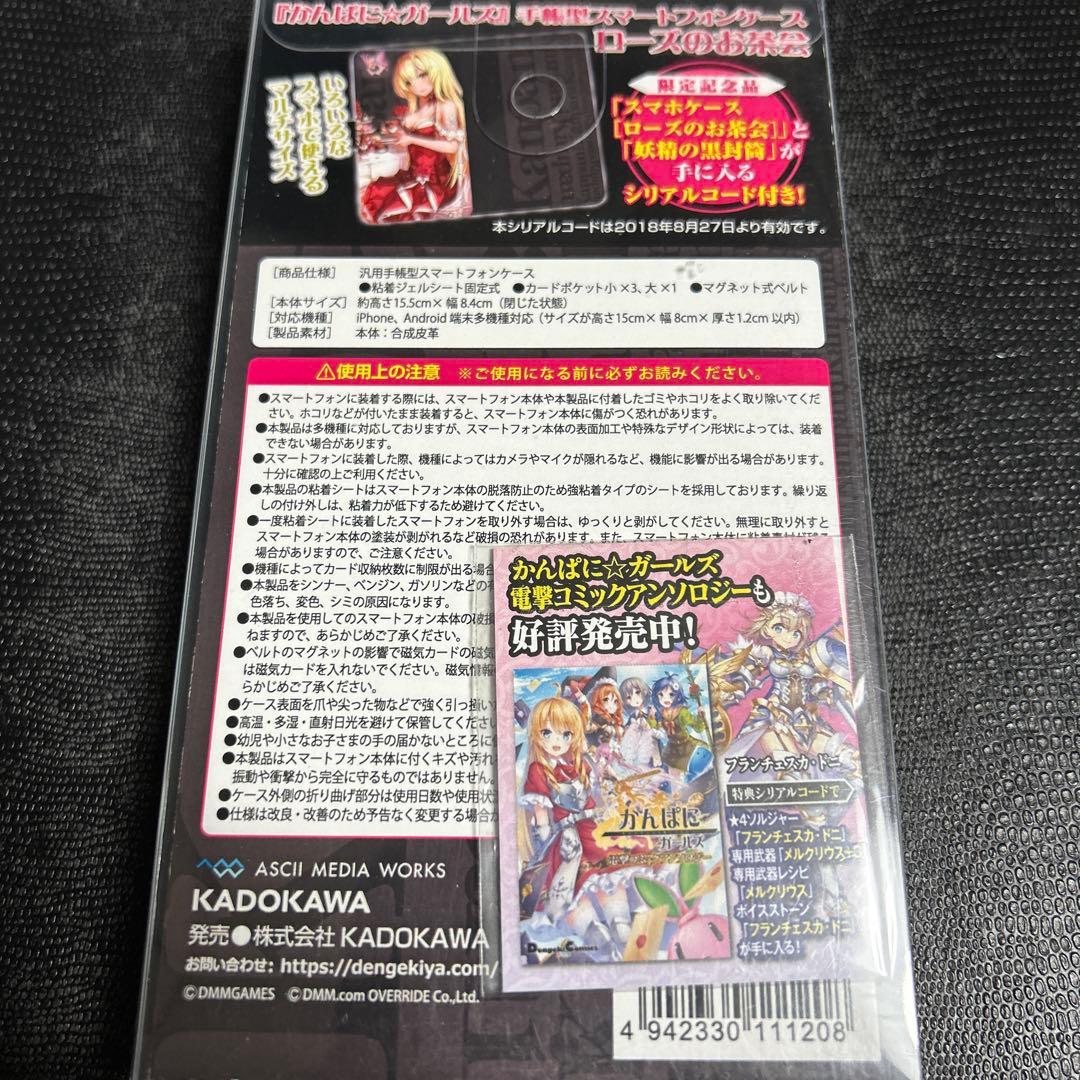 『かんぱに☆ガールズ』手帳型スマートフォンケース
ローズのお茶会
いろいろな
スマホで使える
マルチサイズ
限定記念品
「スマホケース
[ローズのお茶会]」と
「妖精の黒封筒」が
手に入る
シリアルコード付き!
本シリアルコードは2018年8月27日より有効です。
[商品仕様] 汎用手帳型スマートフォンケース
●粘着ジェルシート固定式 ●カードポケット小×3、大×1 ●マグネット式ベルト
[本体サイズ] 約高さ15.5cm×幅8.4cm(閉じた状態)
[対応機種] iPhone、Android端末多機種対応(サイズが高さ15cm×幅8cm×厚さ1.2cm以内)
[製品素材] 本体:合成皮革
⚠使用上の注意 ※ご使用になる前に必ずお読みください。
●スマートフォンに装着する際には、スマートフォン本体や本製品に付着したゴミやホコリをよく取り除いてくだ
さい。ホコリなどが付いたまま装着すると、スマートフォン本体に傷がつく恐れがあります。
●本製品は多機種に対応しておりますが、スマートフォン本体の表面加工や特殊なデザイン形状によっては、装着
できない場合があります。
●スマートフォンに装着した際、機種によってはカメラやマイクが隠れるなど、機能に影響が出る場合があります。
十分に確認の上ご利用ください。
●本製品の粘着シートはスマートフォン本体の脱落防止のため強粘着タイプのシートを採用しております。繰り返
しの付け外しは、粘着力が低下するため避けてください。
●一度粘着シートに装着したスマートフォンを取り外す場合は、ゆっくりと剥がしてください。無理に取り外すと
スマートフォン本体の塗装が剥がれるなど破損の恐れがあります。また、スマートフォン本体に粘着素材が残る
場合がありますので、ご注意ください。
●機種によってカード収納枚数に制限が出る場合
●本製品をシンナー、ベンジン、ガソリンなどの
色落ち、変色、シミの原因になります。
●本製品を使用してのスマートフォン本体の破損
ねますので、あらかじめご了承ください。
●ベルトのマグネットの影響で磁気カードの磁気
は磁気カードを入れないでください。磁気情報
らかじめご了承ください。
●ケース表面を爪や尖った物などで強く引っ掻い
●高温・多湿・直射日光を避けて保管してくださ
●幼児や小さなお子さまの手の届かないところに
●本製品はスマートフォン本体に付くキズや汚れ
振動や衝撃から完全に守るものではありません。
●ケース外側の折り曲げ部分は使用日数や使用状
●仕様は改良・改善のため予告なく変更する場合
かんぱに☆ガールズ
電撃コミックアンソロジーも
好評発売中!
かんぱに
ガールズ
Dengeki Comics
フランチェスカ・ドニ
特典シリアルコードで
★4ソルジャー
「フランチェスカ・ドニ」
専用武器「メルクリウス+3」
専用武器レシピ
「メルクリウス」
ボイスストーン
「フランチェスカ・ドニ」
が手に入る!
ASCII MEDIA WORKS
KADOKAWA
発売●株式会社KADOKAWA
お問い合わせ: https://dengekiya.com/
©DMMGAMES ©DMM.com OVERRIDE Co.,Ltd.
4 942330 111208